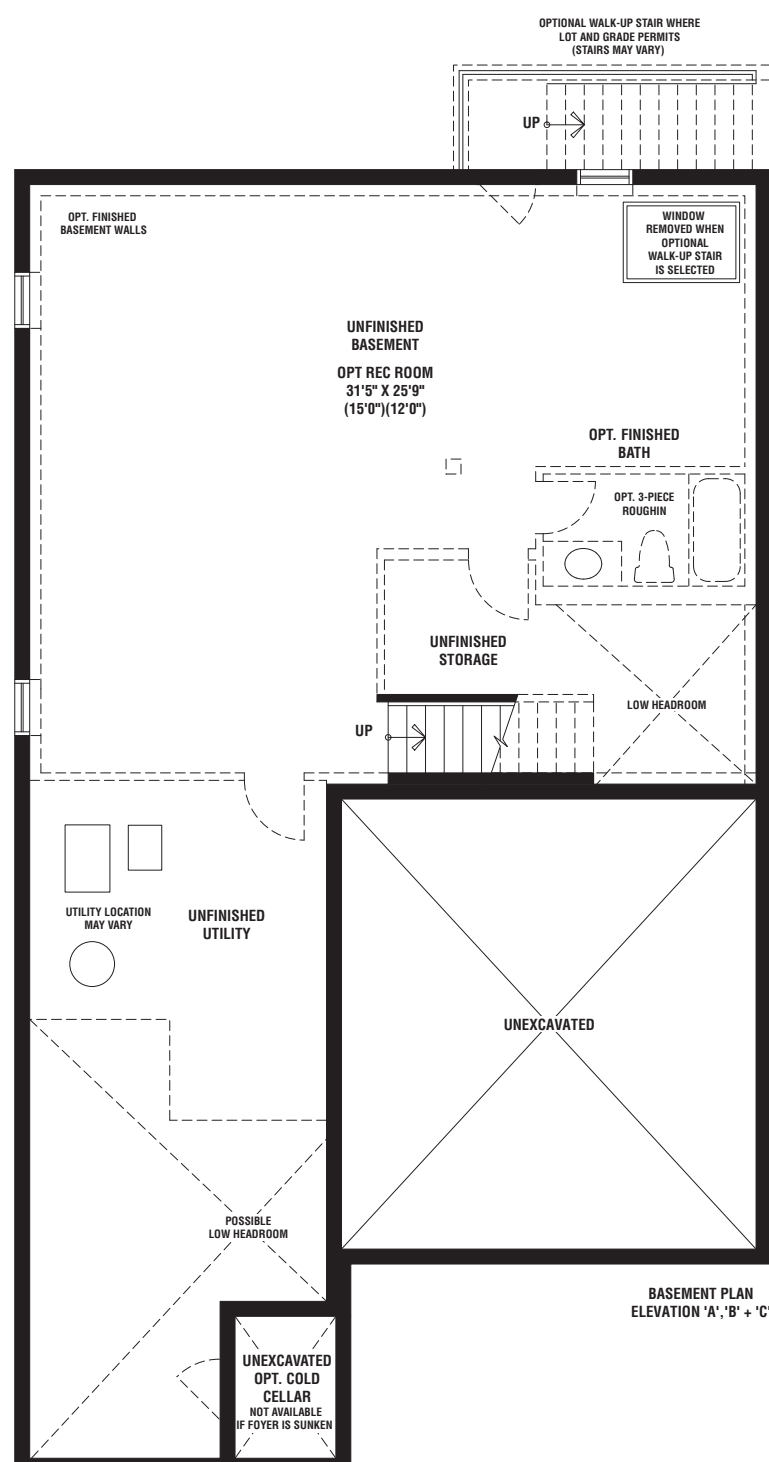 OPTIONAL WALK-UP STAIR WHERE
LOT AND GRADE PERMITS
(STAIRS MAY VARY)
UP
OPT. FINISHED
BASEMENT WALLS
WINDOW
REMOVED WHEN
OPTIONAL
WALK-UP STAIR
IS SELECTED
UNFINISHED
BASEMENT
OPT REC ROOM
31'5" X 25'9"
(15'0")(12'0")
OPT. FINISHED
BATH
OPT. 3-PIECE
ROUGHIN
UNFINISHED
STORAGE
LOW HEADROOM
UP
UTILITY LOCATION
MAY VARY
UNFINISHED
UTILITY
UNEXCAVATED
POSSIBLE
LOW HEADROOM
BASEMENT PLAN
ELEVATION 'A','B' + 'C'
UNEXCAVATED
OPT. COLD
CELLAR
NOT AVAILABLE
IF FOYER IS SUNKEN